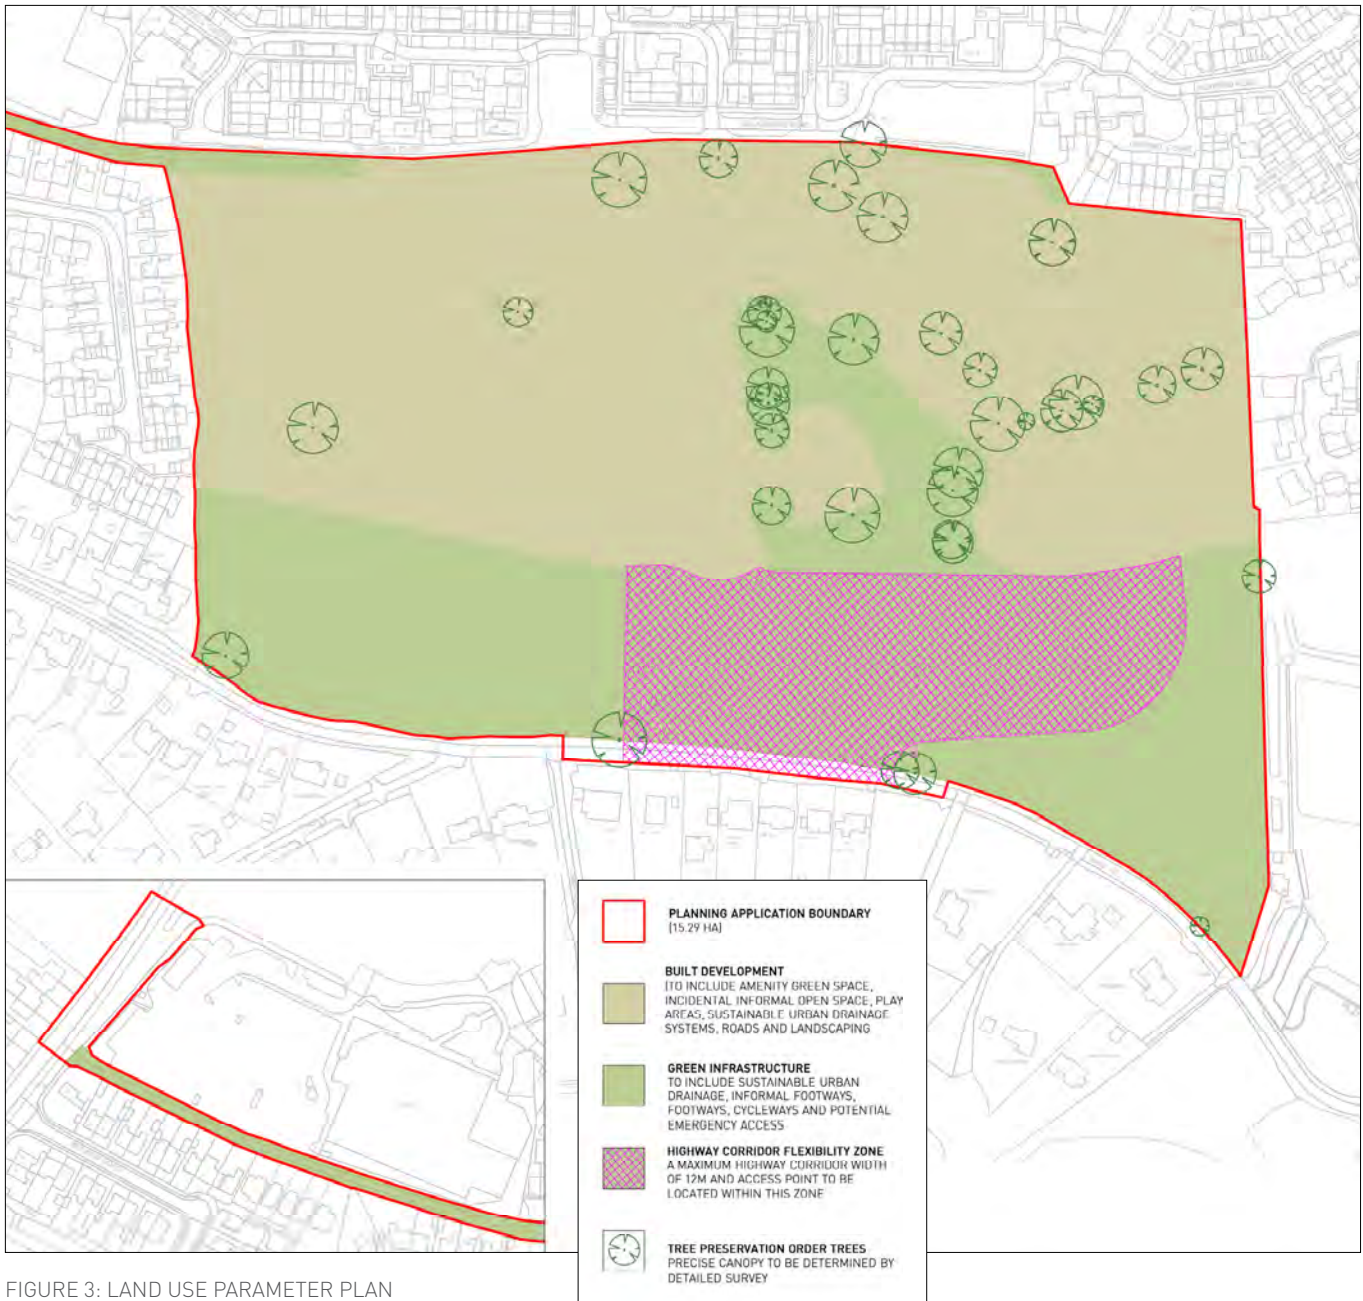 PLANNING APPLICATION BOUNDARY
(15.29 HA)
BUILT DEVELOPMENT
(TO INCLUDE AMENITY GREEN SPACE,
INCIDENTAL INFORMAL OPEN SPACE, PLAY
AREAS, SUSTAINABLE URBAN DRAINAGE
SYSTEMS, ROADS AND LANDSCAPING
GREEN INFRASTRUCTURE
TO INCLUDE SUSTAINABLE URBAN
DRAINAGE, INFORMAL FOOTWAYS,
FOOTWAYS, CYCLEWAYS AND POTENTIAL
EMERGENCY ACCESS
HIGHWAY CORRIDOR FLEXIBILITY ZONE
A MAXIMUM HIGHWAY CORRIDOR WIDTH
OF 12M AND ACCESS POINT TO BE
LOCATED WITHIN THIS ZONE
TREE PRESERVATION ORDER TREES
PRECISE CANOPY TO BE DETERMINED BY
DETAILED SURVEY
FIGURE 3: LAND USE PARAMETER PLAN